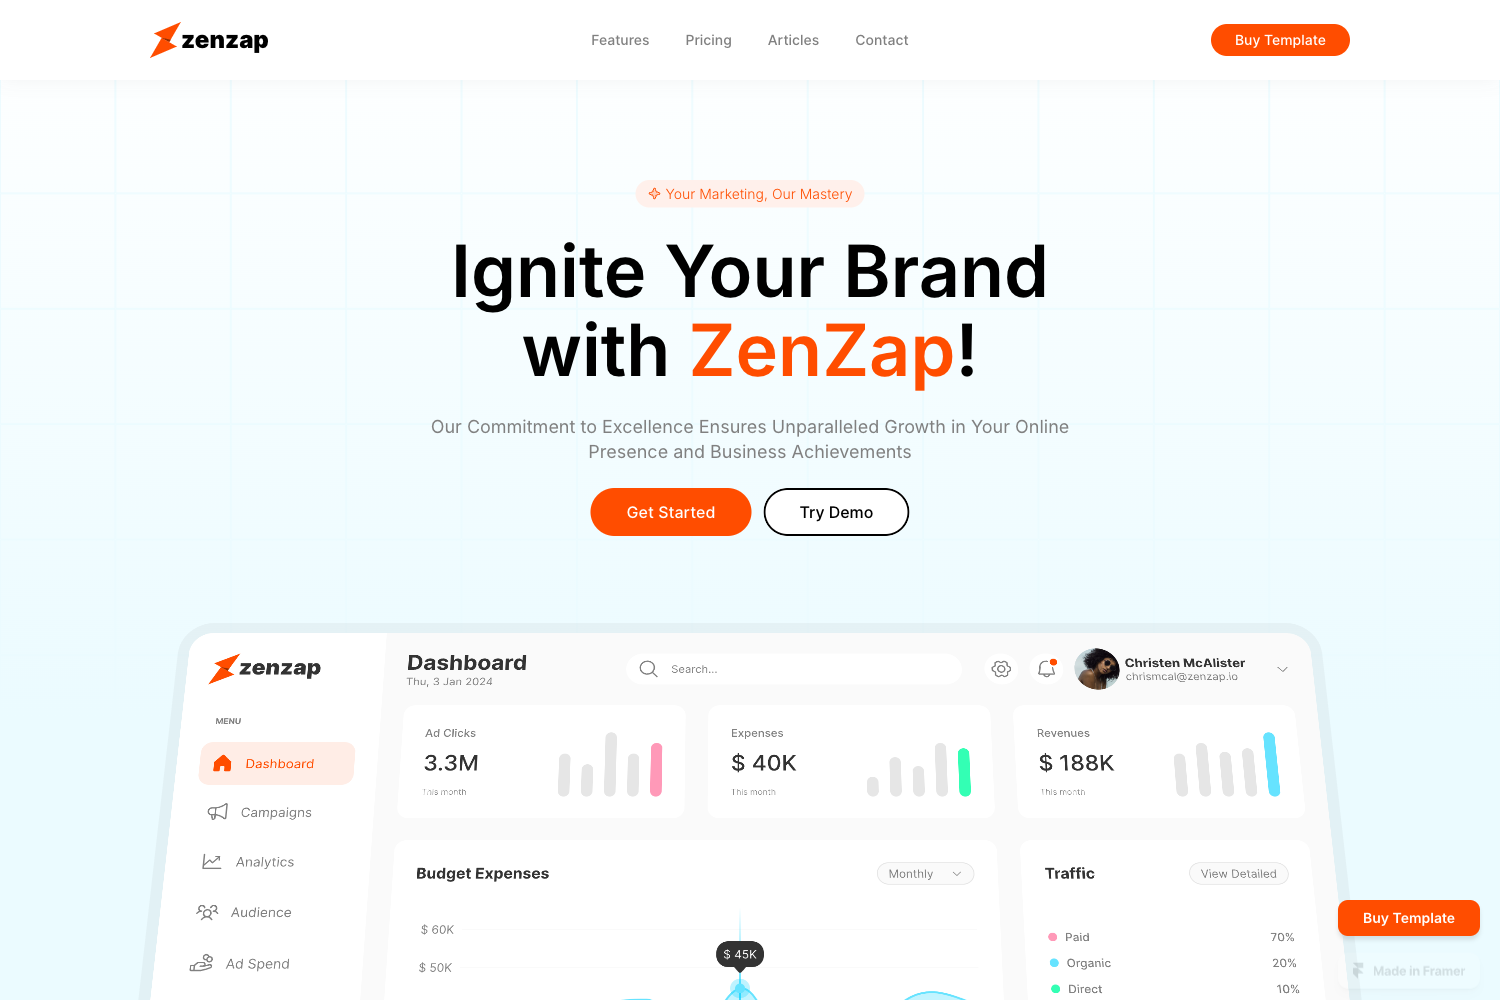 zenzap
Features
Pricing
Articles
Contact
Buy Template
Your Marketing, Our Mastery
Ignite Your Brand
with ZenZap!
Our Commitment to Excellence Ensures Unparalleled Growth in Your Online
Presence and Business Achievements
Get Started
Try Demo
zenzap
Dashboard
Thu, 3 Jan 2024
Search...
Christen McAlister
chrismcal@zenzap.io
MENU
Dashboard
Campaigns
Analytics
Audience
Ad Spend
Ad Clicks
3.3M
This month
Expenses
$ 40K
This month
Revenues
$ 188K
This month
Budget Expenses
Monthly
$ 60K
$ 50K
$ 45K
Traffic
View Detailed
Paid 70%
Organic 20%
Direct 10%
Buy Template
Made in Framer